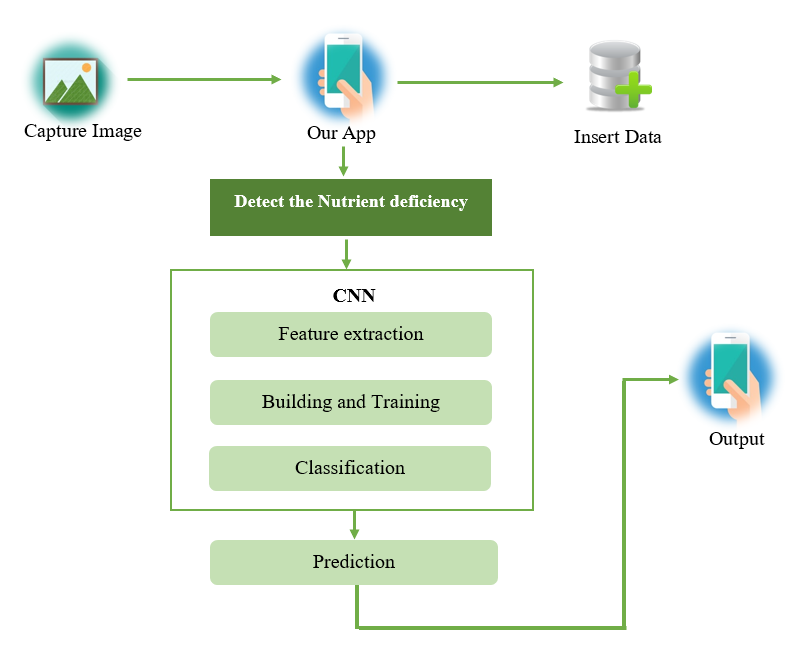 Capture Image
Our App
Insert Data
Detect the Nutrient deficiency
CNN
Feature extraction
Building and Training
Classification
Output
Prediction